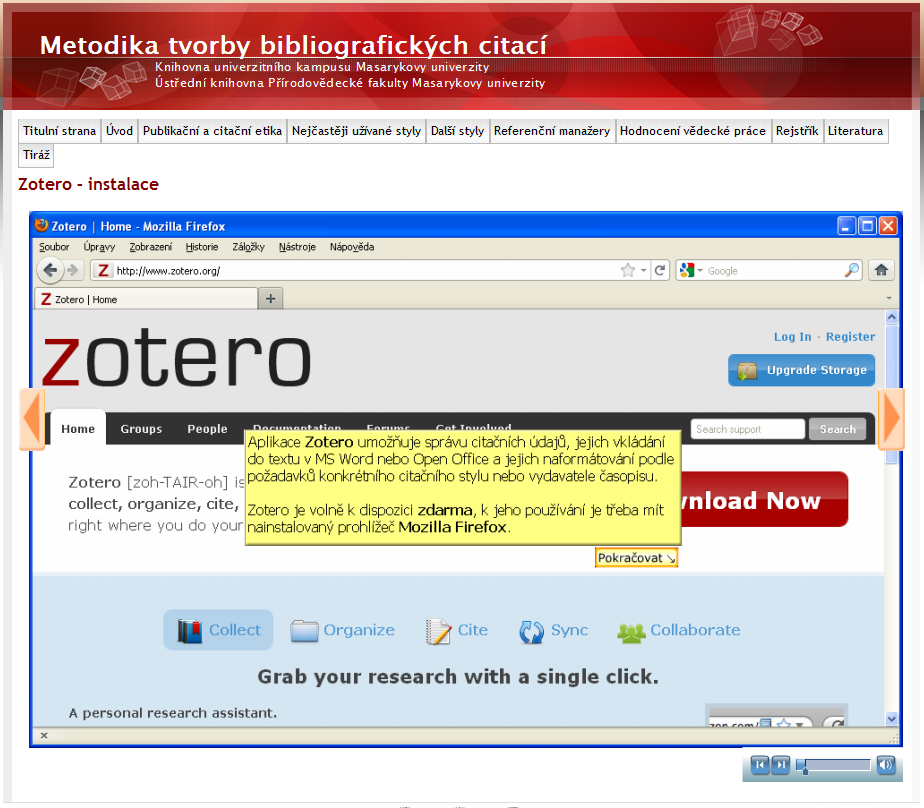 Metodika tvorby bibliografických citací
Knihovna univerzitního kampusu Masarykovy univerzity
Ústřední knihovna Přírodovědecké fakulty Masarykovy univerzity
Titulní strana Úvod Publikační a citační etika Nejčastěji užívané styly Další styly Referenční manažery Hodnocení vědecké práce Rejstřík Literatura
Tiráž
Zotero – instalace
Zotero | Home - Mozilla Firefox
Soubor Úpravy Zobrazení Historie Záložky Nástroje Nápověda
Z http://www.zotero.org/ Google
Z Zotero | Home +
zotero
Log In · Register
Upgrade Storage
Home Groups People Documentation Forums Get Involved Search support Search
Aplikace Zotero umožňuje správu citačních údajů, jejich vkládání
do textu v MS Word nebo Open Office a jejich naformátování podle
požadavků konkrétního citačního stylu nebo vydavatele časopisu.
Zotero je volně k dispozici zdarma, k jeho používání je třeba mít
nainstalovaný prohlížeč Mozilla Firefox.
Zotero [zoh-TAIR-oh] is
collect, organize, cite,
right where you do your
wnload Now
Pokračovat
Collect Organize Cite Sync Collaborate
Grab your research with a single click.
A personal research assistant.
zon.com/